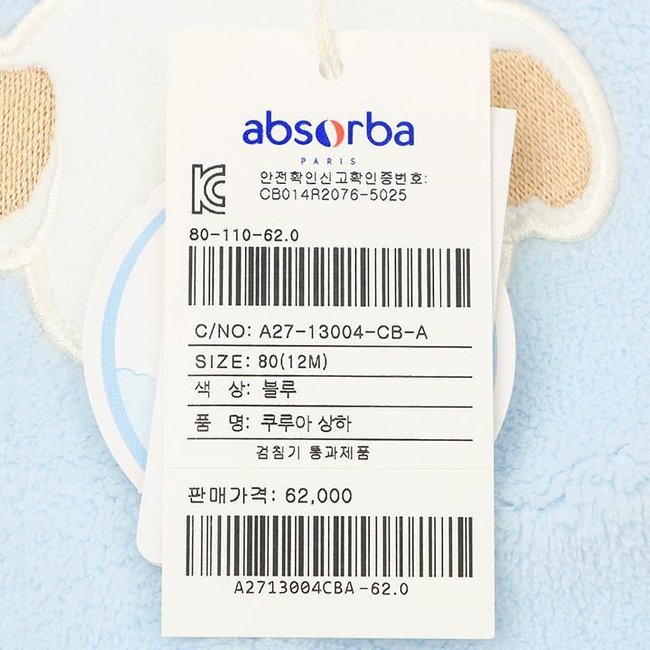 absorba
PARIS
안전확인신고확인증번호:
CB014R2076-5025
80-110-62.0
C/NO: A27-13004-CB-A
SIZE: 80(12M)
색 상: 블루
품 명: 쿠루아 상하
검침기 통과제품
판매가격: 62,000
A2713004CBA-62.0